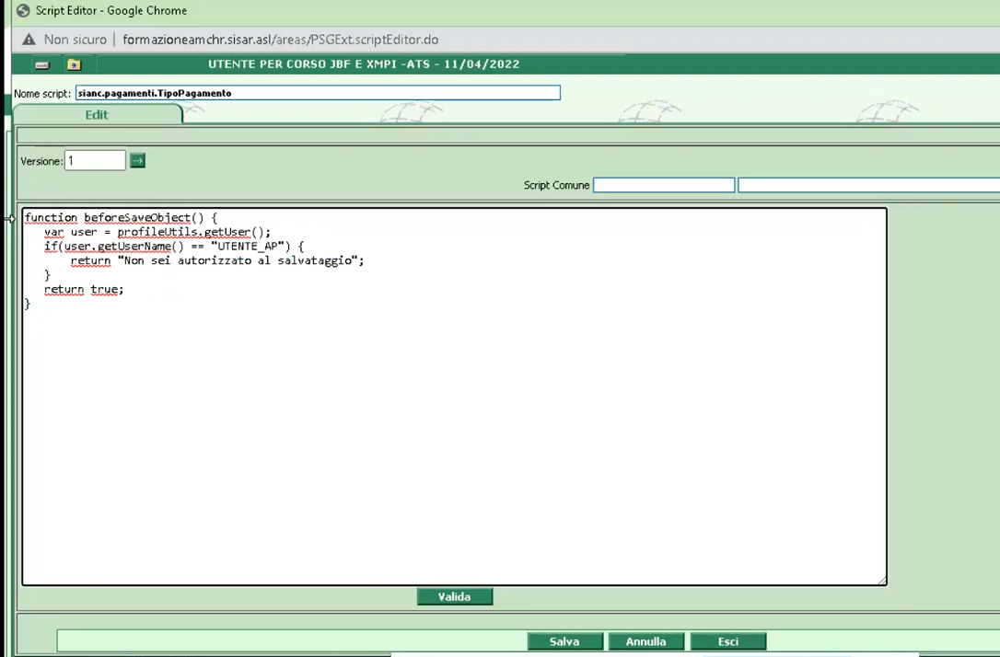 Script Editor - Google Chrome
Non sicuro | formazioneamchr.sisar.asl/areas/PSGExt.scriptEditor.do
UTENTE PER CORSO JBF E XMPI -ATS - 11/04/2022
Nome script: sianc.pagamenti.TipoPagamento
Edit
Versione: 1
Script Comune
function beforeSaveObject() {
var user = profileUtils.getUser();
if(user.getUserName() == "UTENTE_AP") {
return "Non sei autorizzato al salvataggio";
}
return true;
}
Valida
Salva Annulla Esci